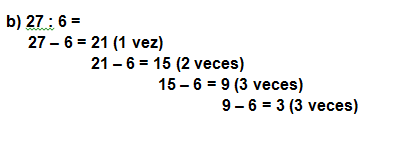 b) 27 : 6 =
27 – 6 = 21 (1 vez)
21 – 6 = 15 (2 veces)
15 – 6 = 9 (3 veces)
9 – 6 = 3 (3 veces)